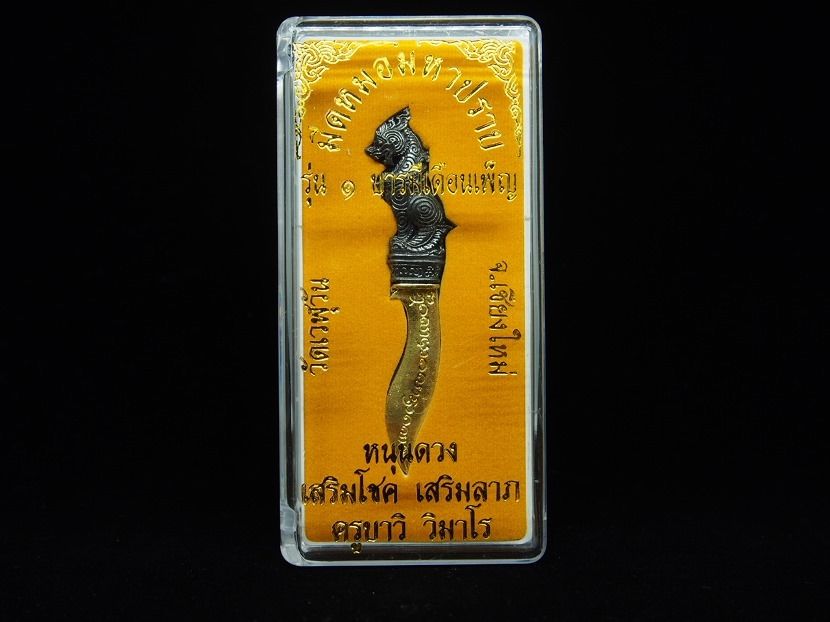 มีดหมอมหาปราบ
รุ่น ๑ บารมีเดือนเพ็ญ
วัดเวฬุวัน
จ.เชียงใหม่
หนุนดวง
เสริมโชค เสริมลาภ
ครูบาวิ วิมาโร